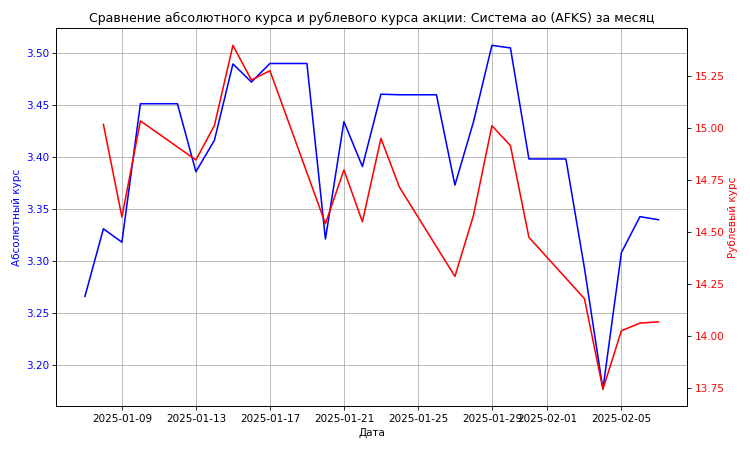 Сравнение абсолютного курса и рублевого курса акции: Система ао (AFKS) за месяц
3.50
3.45
3.40
3.35
3.30
3.25
3.20
Абсолютный курс
15.25
15.00
14.75
14.50
14.25
14.00
13.75
Рублевый курс
2025-01-09 2025-01-13 2025-01-17 2025-01-21 2025-01-25 2025-01-29 2025-02-01 2025-02-05
Дата